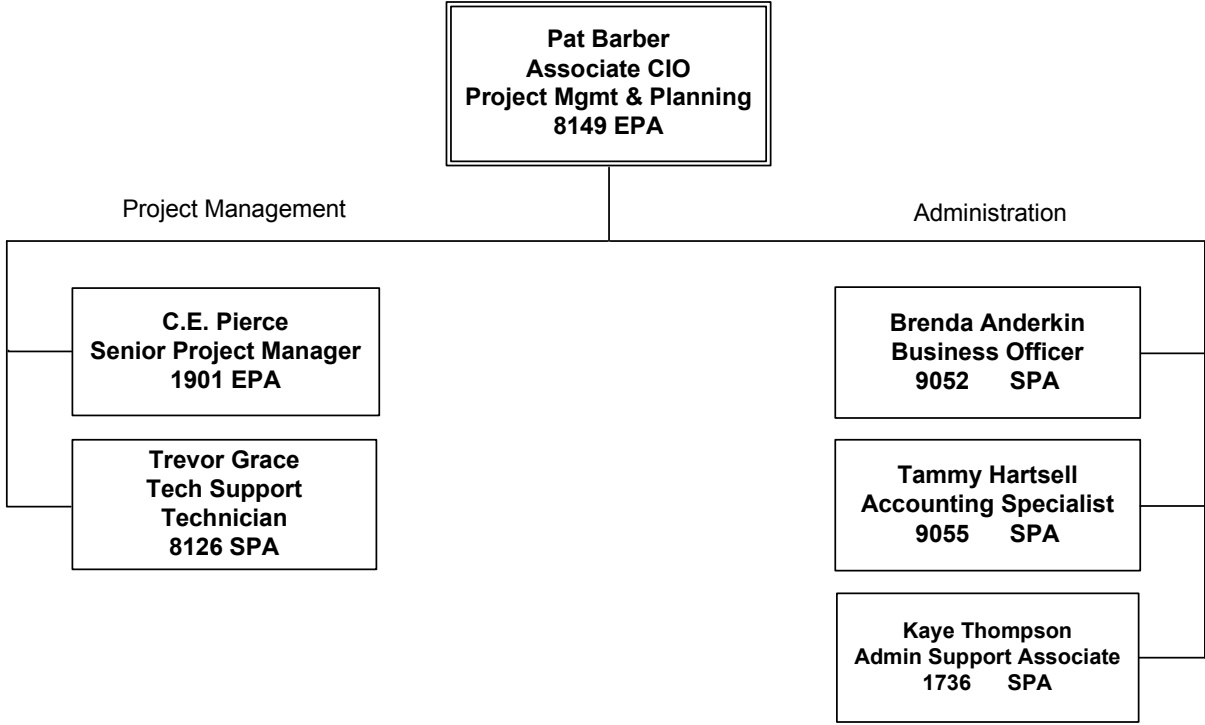 Pat Barber
Associate CIO
Project Mgmt & Planning
8149 EPA
Project Management
Administration
C.E. Pierce
Senior Project Manager
1901 EPA
Trevor Grace
Tech Support
Technician
8126 SPA
Brenda Anderkin
Business Officer
9052 SPA
Tammy Hartsell
Accounting Specialist
9055 SPA
Kaye Thompson
Admin Support Associate
1736 SPA